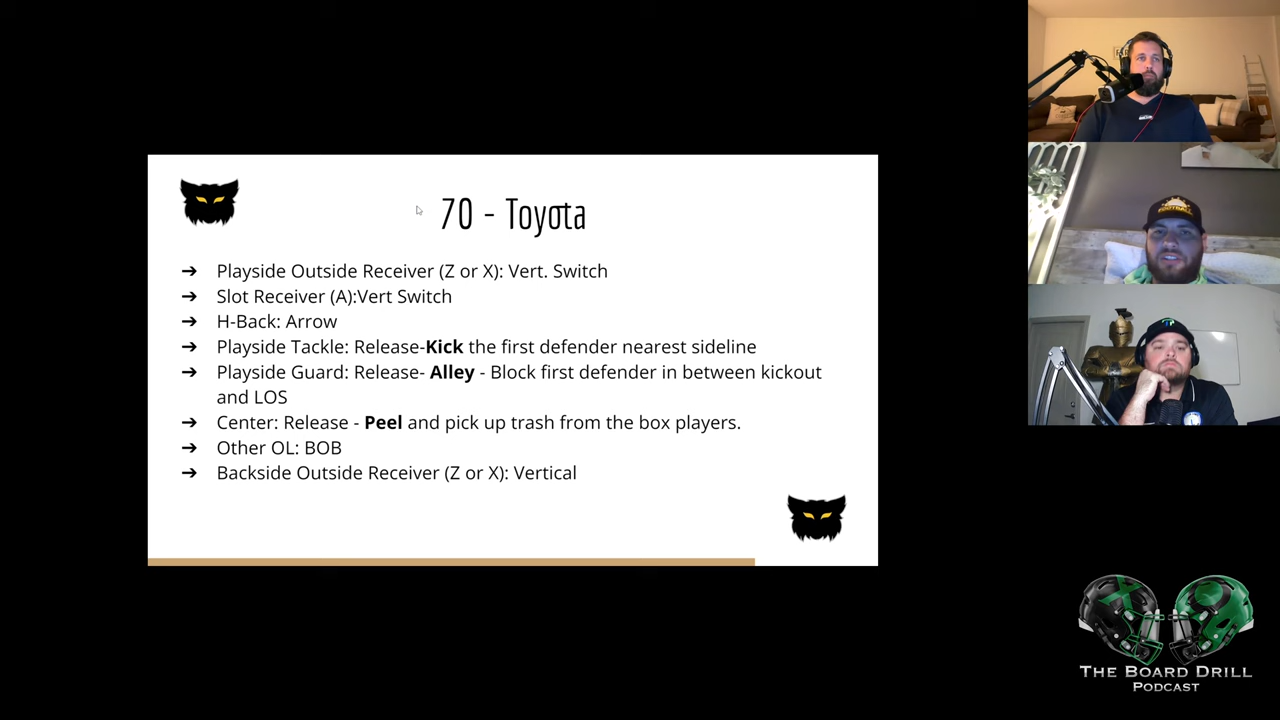 70 - Toyota
➔ Playside Outside Receiver (Z or X): Vert. Switch
➔ Slot Receiver (A):Vert Switch
➔ H-Back: Arrow
➔ Playside Tackle: Release-Kick the first defender nearest sideline
➔ Playside Guard: Release- Alley - Block first defender in between kickout
and LOS
➔ Center: Release - Peel and pick up trash from the box players.
➔ Other OL: BOB
➔ Backside Outside Receiver (Z or X): Vertical
FOOTBALL
THE BOARD DRILL
PODCAST